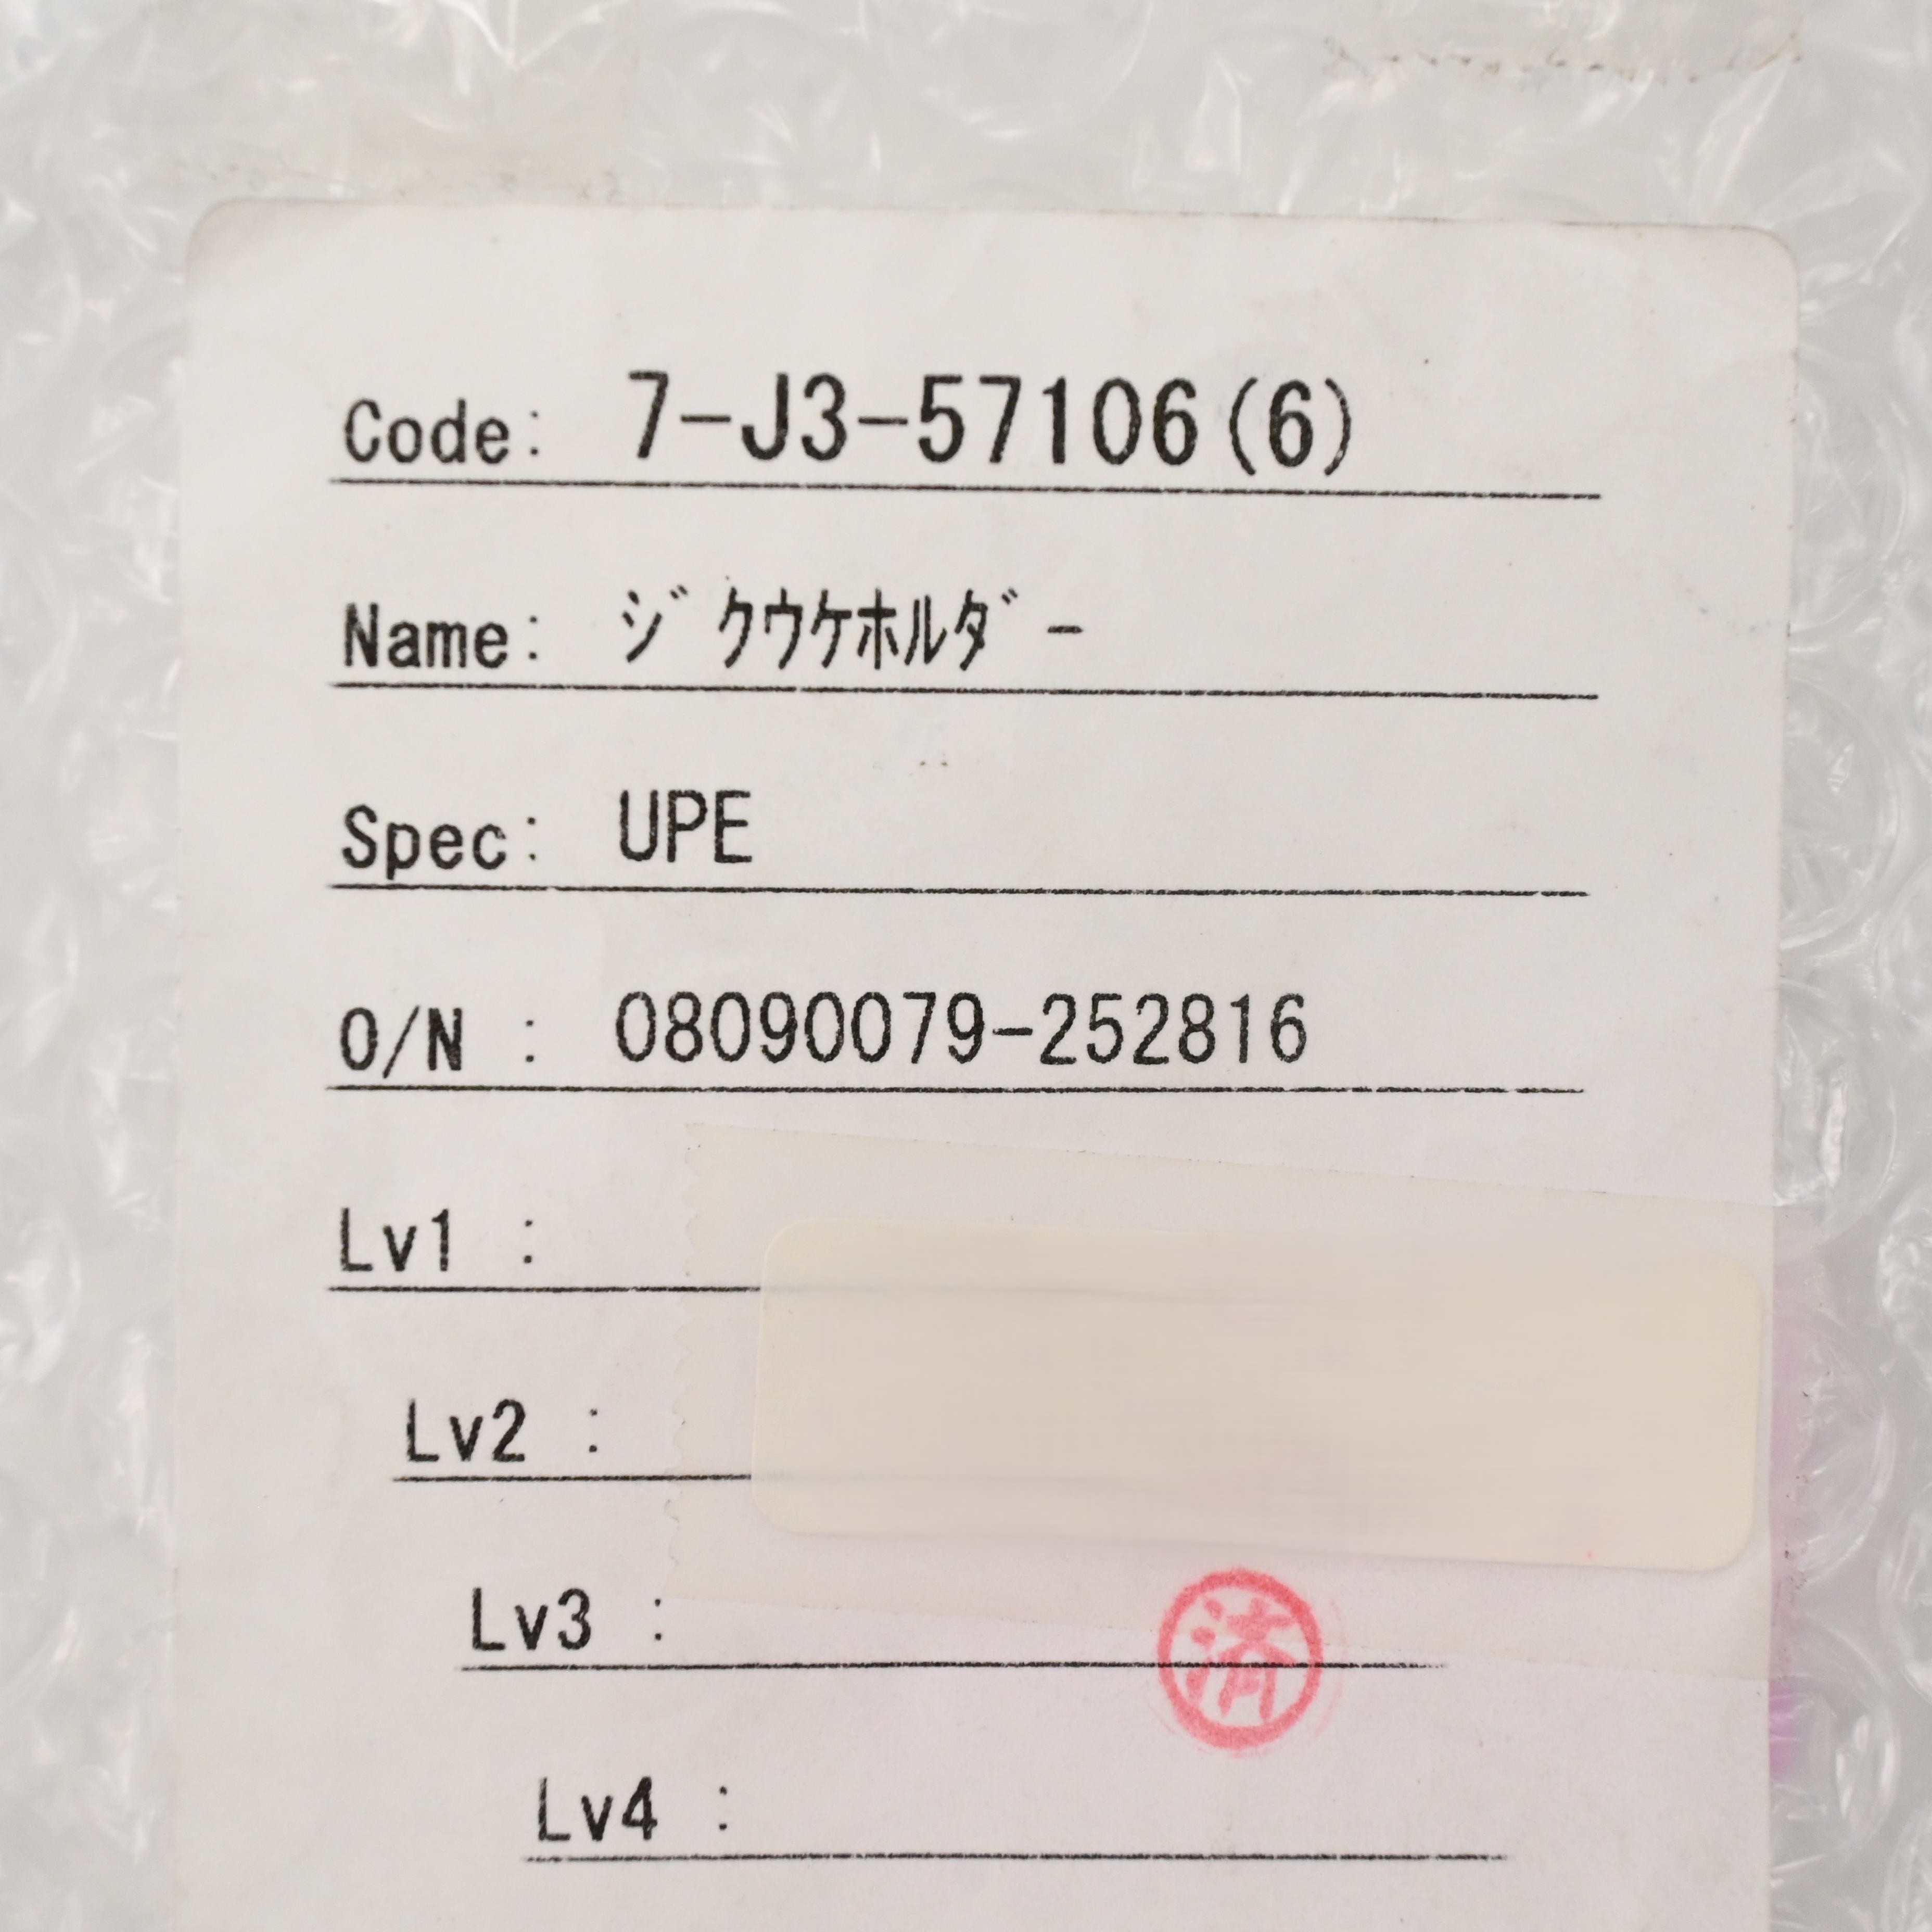 Code: 7-J3-57106(6)
Name: ｼﾞｸｳｹﾎﾙﾀﾞｰ
Spec: UPE
O/N : 08090079-252816
Lv1 :
Lv2 :
Lv3 :
済
Lv4 :